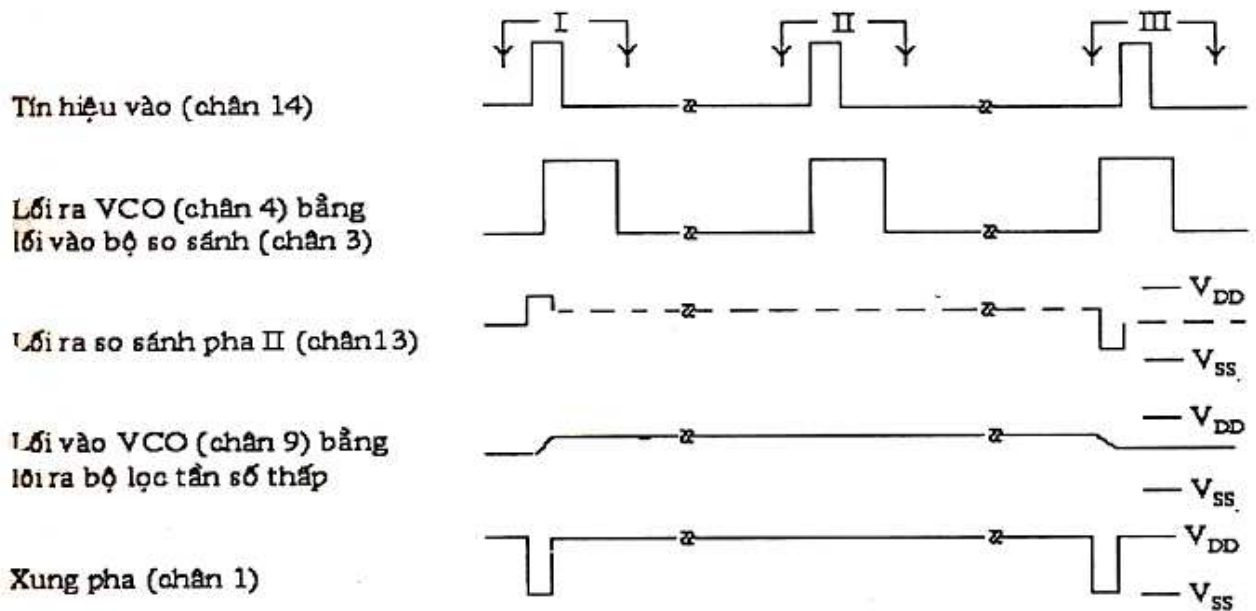 I
II
III
Tín hiệu vào (chân 14)
Lối ra VCO (chân 4) bằng
lối vào bộ so sánh (chân 3)
V_DD
Lối ra so sánh pha II (chân13)
V_SS
V_DD
Lối vào VCO (chân 9) bằng
lối ra bộ lọc tần số thấp
V_SS
V_DD
Xung pha (chân 1)
V_SS